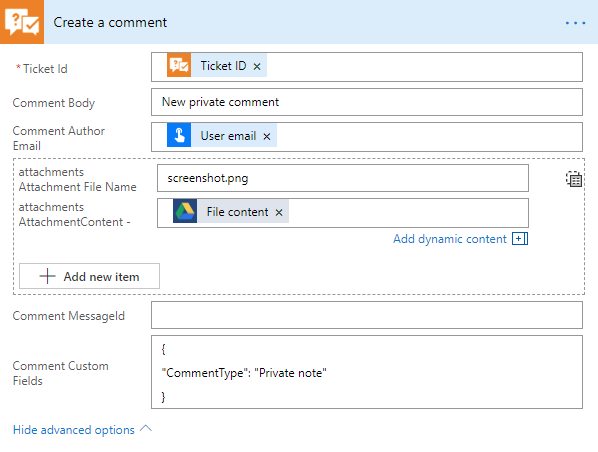 Create a comment
* Ticket Id
Ticket ID ×
Comment Body
New private comment
Comment Author
Email
User email ×
attachments
Attachment File Name
screenshot.png
attachments
AttachmentContent -
File content ×
Add dynamic content
Add new item
Comment MessageId
Comment Custom
Fields
{
"CommentType": "Private note"
}
Hide advanced options